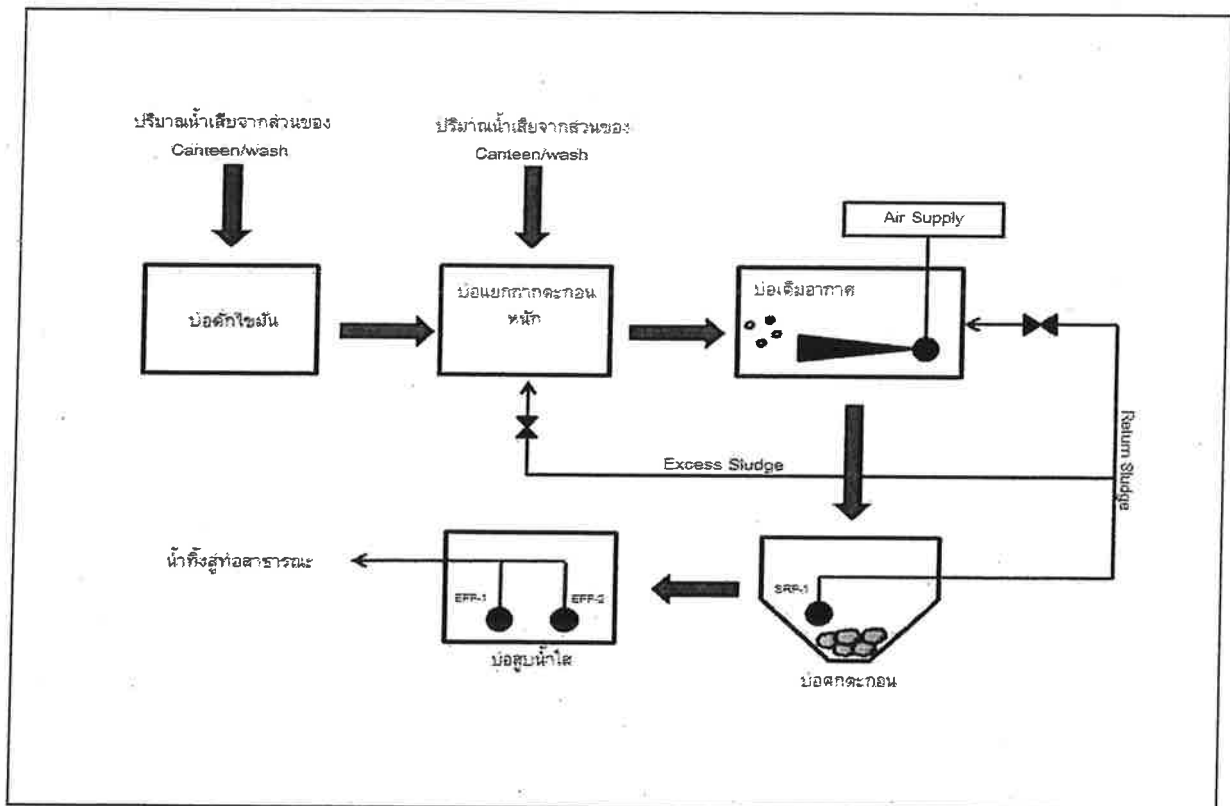 ปริมาณน้ำเสียจากส่วนของ
Canteen/wash
ปริมาณน้ำเสียจากส่วนของ
Canteen/wash
Air Supply
บ่อดักไขมัน
บ่อแยกกากตะกอน
หนัก
บ่อเติมอากาศ
Return Sludge
Excess Sludge
น้ำทิ้งสู่ท่อสาธารณะ
EFP-1
EFP-2
SRP-1
บ่อสูบน้ำใส
บ่อตกตะกอน